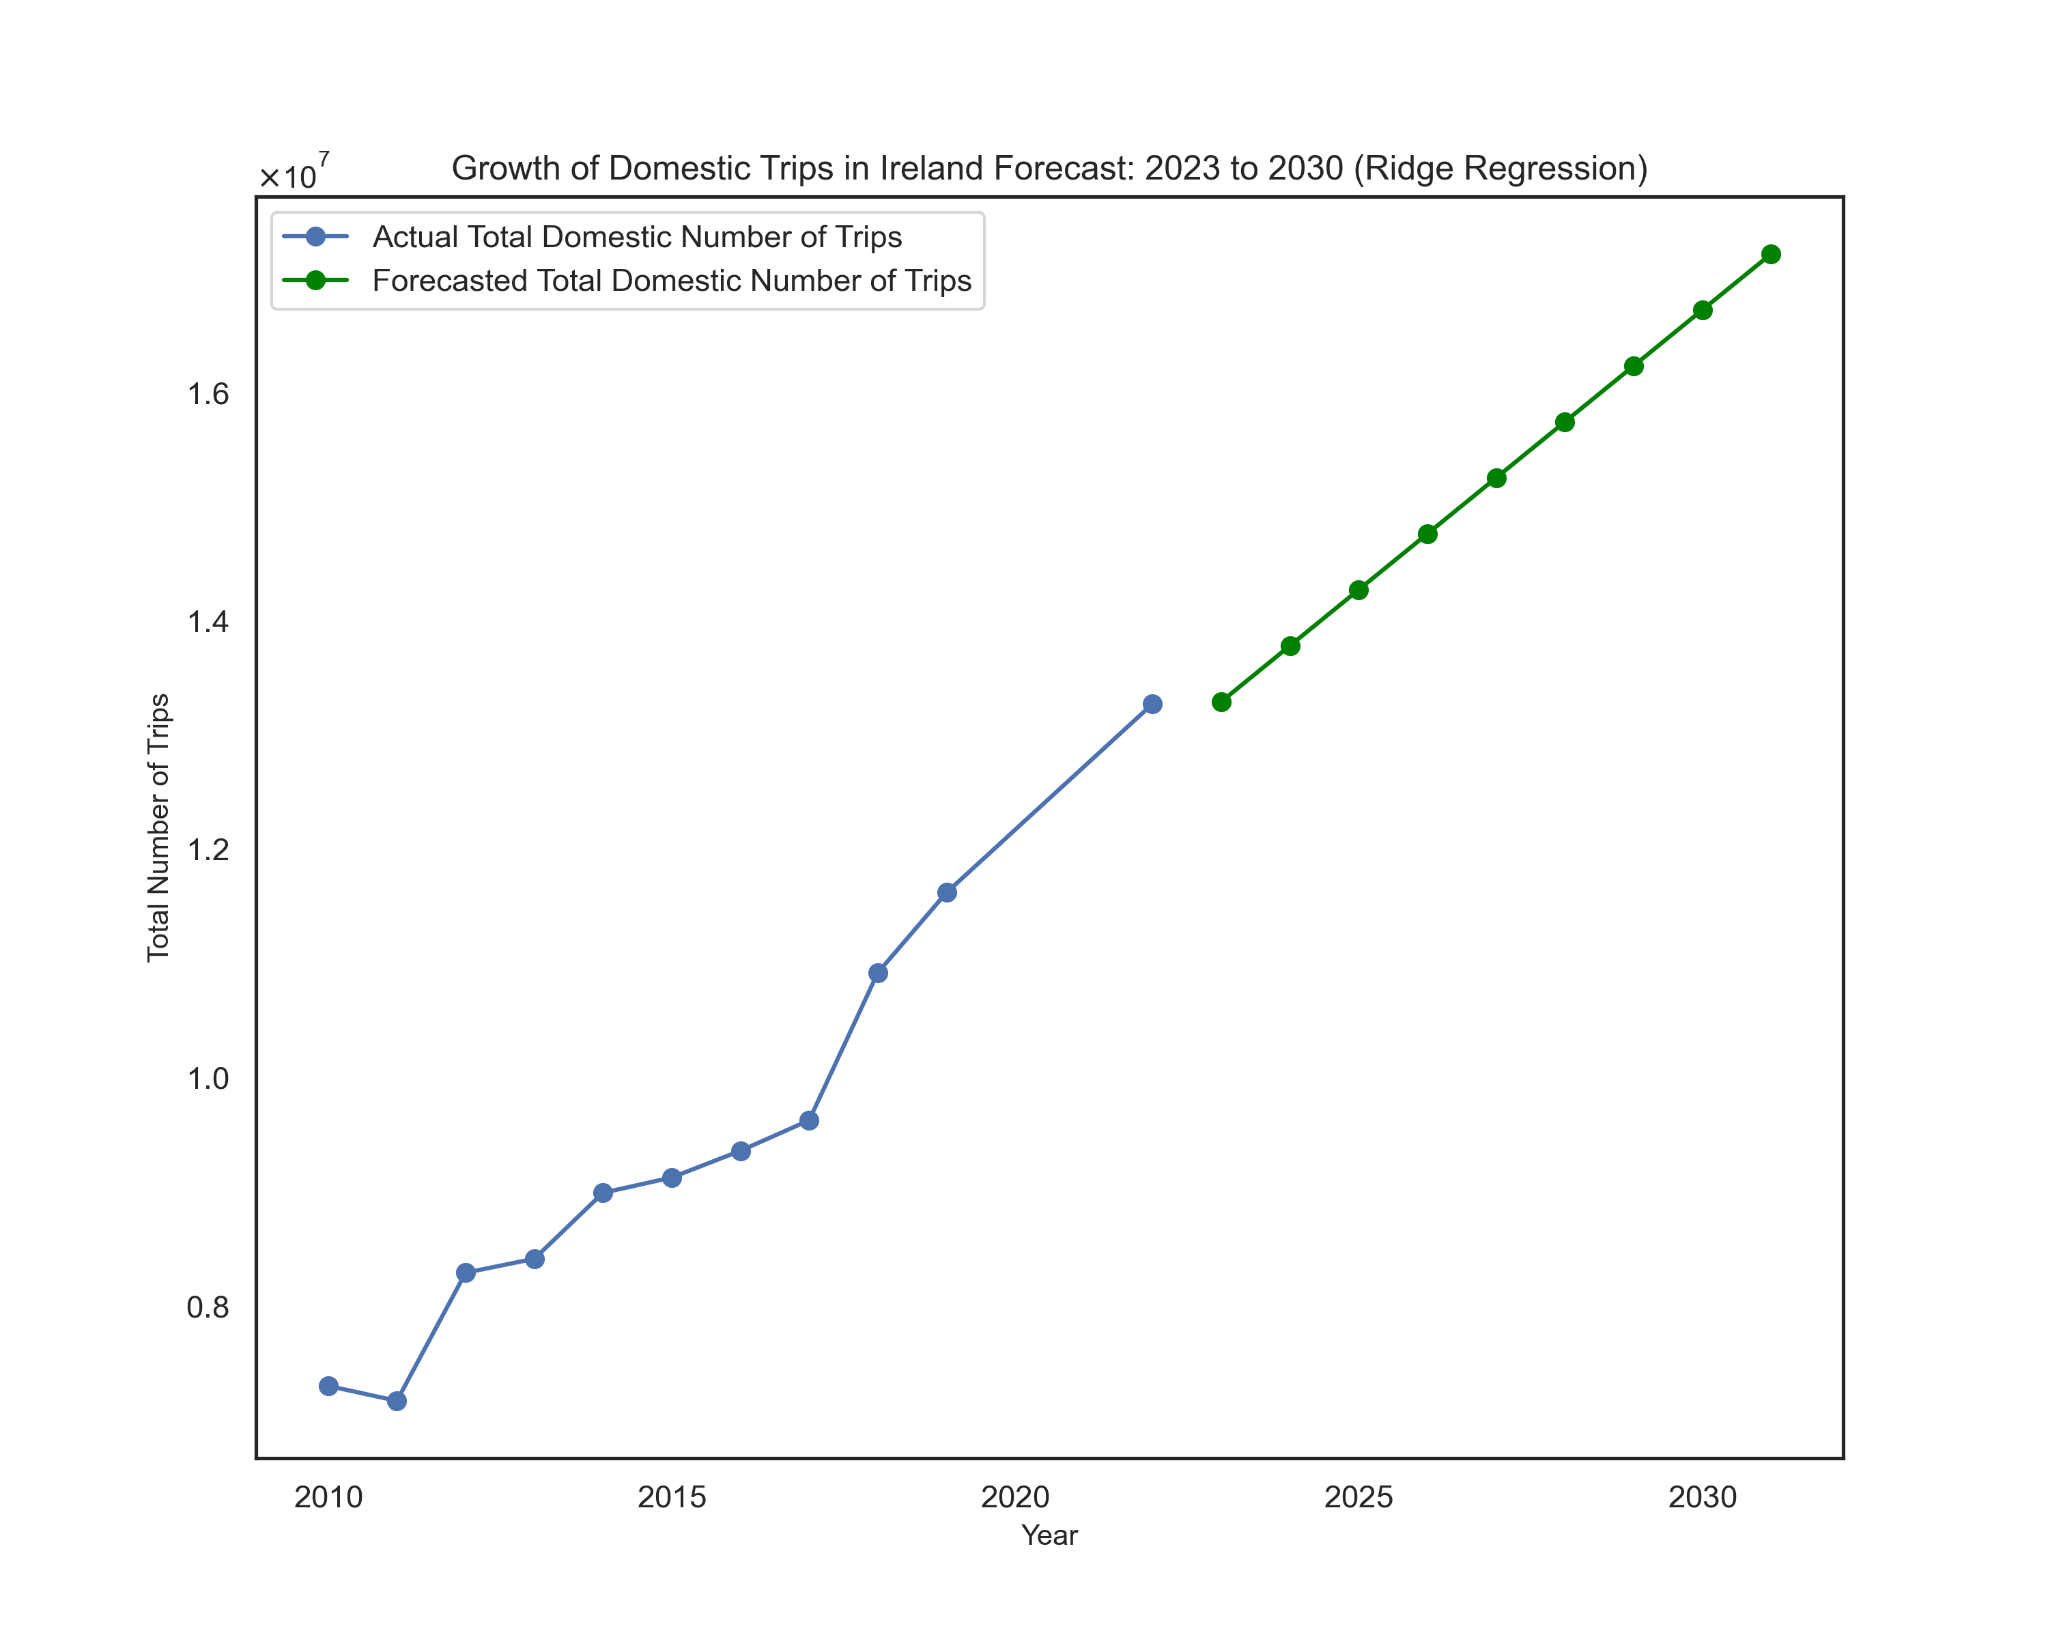 ×10⁷
Growth of Domestic Trips in Ireland Forecast: 2023 to 2030 (Ridge Regression)
Actual Total Domestic Number of Trips
Forecasted Total Domestic Number of Trips
1.6
1.4
1.2
1.0
0.8
Total Number of Trips
2010 2015 2020 2025 2030
Year